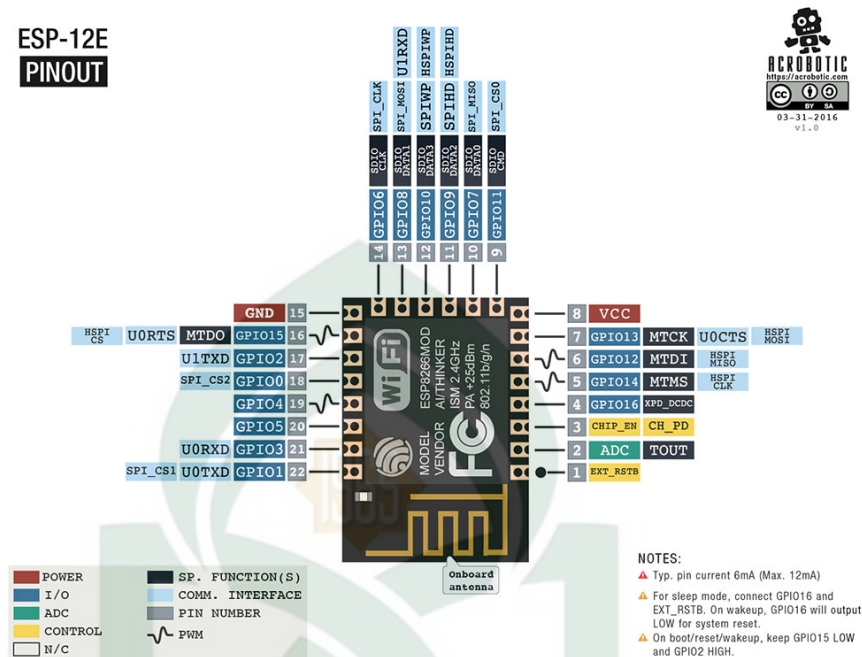 ESP-12E
PINOUT
ACROBOTIC
https://acrobotic.com
CC BY SA
03-31-2016
v1.0
SPI_CLK
SPI_MOSI U1RXD
SPIWP HSPIWP
SPIHD HSPIHD
SPI_MISO
SPI_CS0
SDIO CLK
SDIO DATA1
SDIO DATA3
SDIO DATA2
SDIO DATA0
SDIO CMD
GPIO6
GPIO8
GPIO10
GPIO9
GPIO7
GPIO11
14
13
12
11
10
9
GND 15
HSPI CS U0RTS MTDO GPIO15 16
U1TXD GPIO2 17
SPI_CS2 GPIO0 18
GPIO4 19
GPIO5 20
U0RXD GPIO3 21
SPI_CS1 U0TXD GPIO1 22
WiFi
MODEL ESP8266MOD
VENDOR AI/THINKER
ISM 2.4GHz
PA +25dBm
802.11b/g/n
FC
8 VCC
7 GPIO13 MTCK U0CTS HSPI MOSI
6 GPIO12 MTDI HSPI MISO
5 GPIO14 MTMS HSPI CLK
4 GPIO16 XPD_DCDC
3 CHIP_EN CH_PD
2 ADC TOUT
1 EXT_RSTB
Onboard
antenna
1953
POWER
I/O
ADC
CONTROL
N/C
SP. FUNCTION(S)
COMM. INTERFACE
PIN NUMBER
PWM
NOTES:
Typ. pin current 6mA (Max. 12mA)
For sleep mode, connect GPIO16 and
EXT_RSTB. On wakeup, GPIO16 will output
LOW for system reset.
On boot/reset/wakeup, keep GPIO15 LOW
and GPIO2 HIGH.